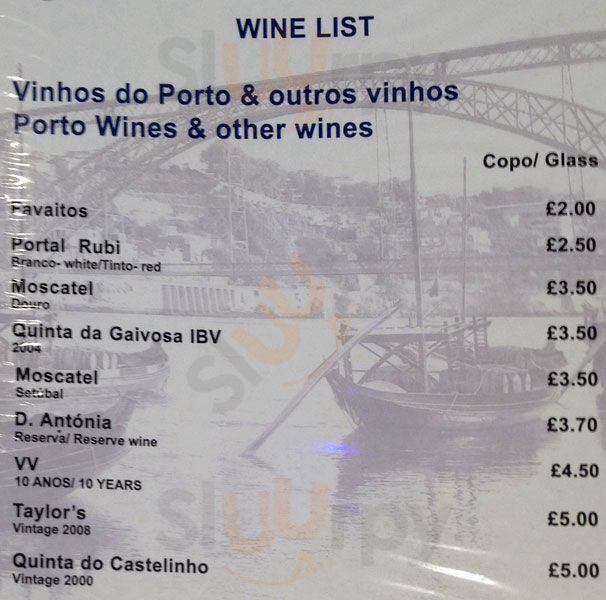 WINE LIST
Vinhos do Porto & outros vinhos
Porto Wines & other wines
Copo/ Glass
Favaitos £2.00
Portal Rubi £2.50
Branco- white/Tinto- red
Moscatel £3.50
Douro
Quinta da Gaivosa IBV £3.50
2004
Moscatel £3.50
Setúbal
D. Antónia £3.70
Reserva/ Reserve wine
VV £4.50
10 ANOS/ 10 YEARS
Taylor's £5.00
Vintage 2008
Quinta do Castelinho £5.00
Vintage 2000
sluurpy
sluurpy
sluurpy